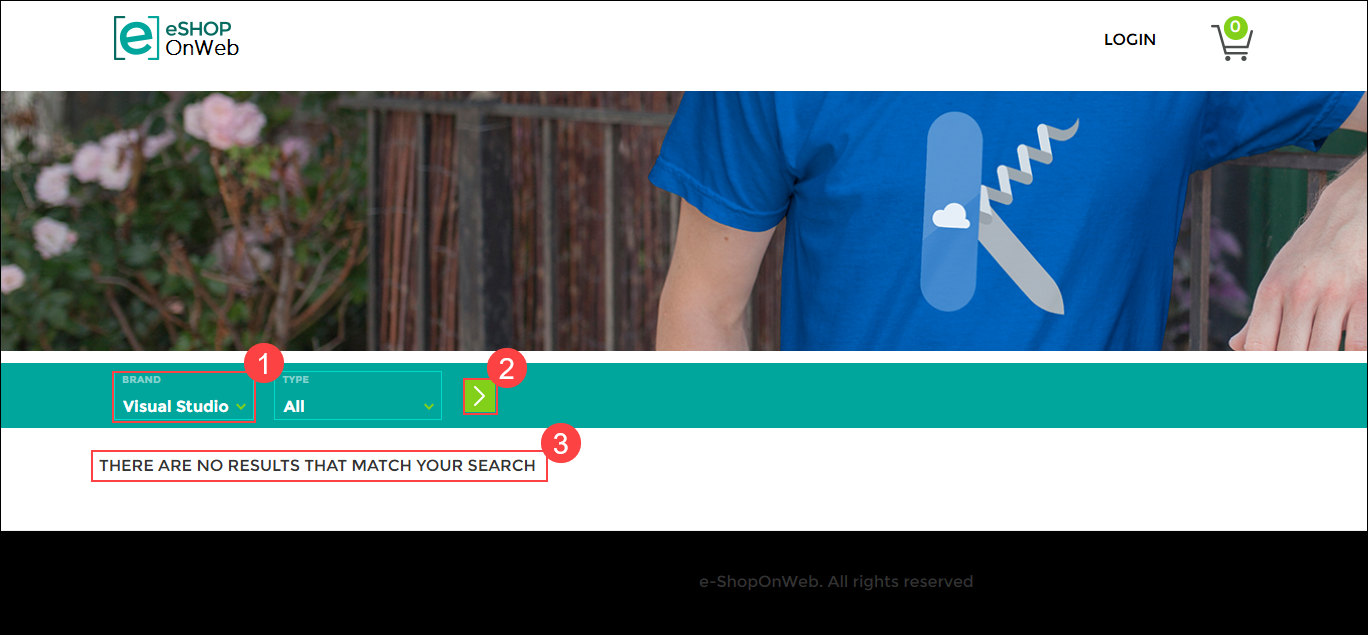 e
eSHOP
OnWeb
LOGIN
0
1
2
BRAND
TYPE
Visual Studio
All
3
THERE ARE NO RESULTS THAT MATCH YOUR SEARCH
e-ShopOnWeb. All rights reserved